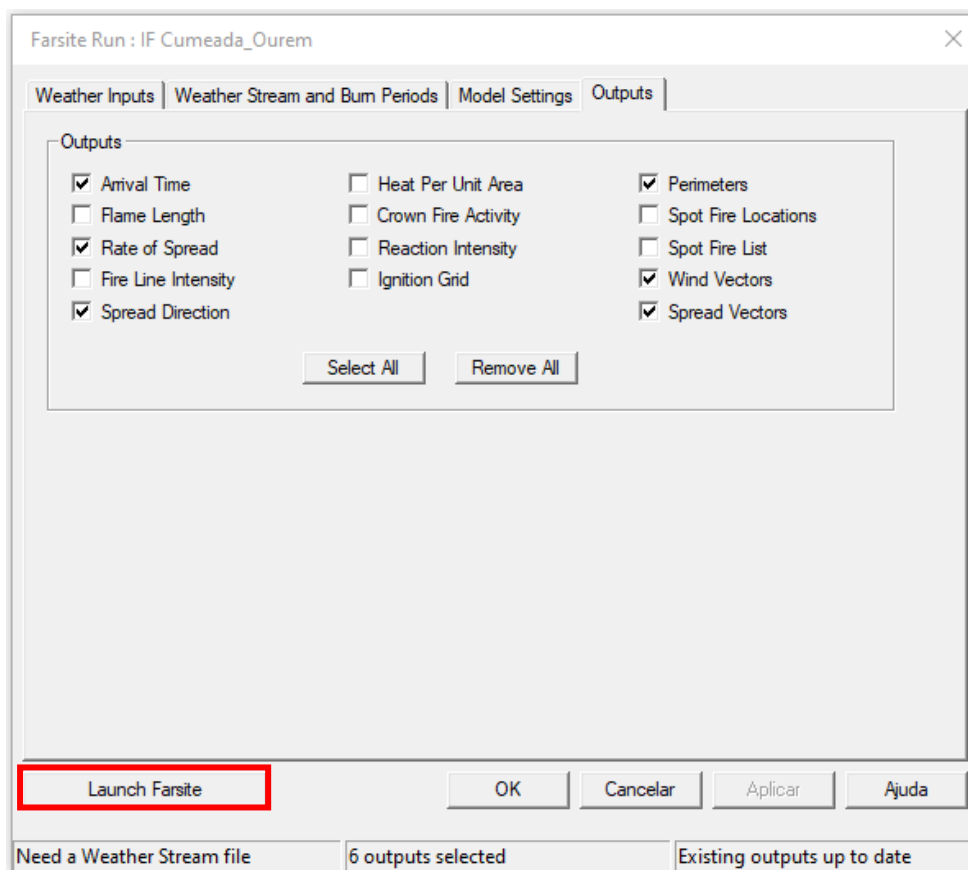 Farsite Run : IF Cumeada_Ourem
Weather Inputs Weather Stream and Burn Periods Model Settings Outputs
Outputs
Arrival Time Heat Per Unit Area Perimeters
Flame Length Crown Fire Activity Spot Fire Locations
Rate of Spread Reaction Intensity Spot Fire List
Fire Line Intensity Ignition Grid Wind Vectors
Spread Direction Spread Vectors
Select All Remove All
Launch Farsite OK Cancelar Aplicar Ajuda
Need a Weather Stream file 6 outputs selected Existing outputs up to date